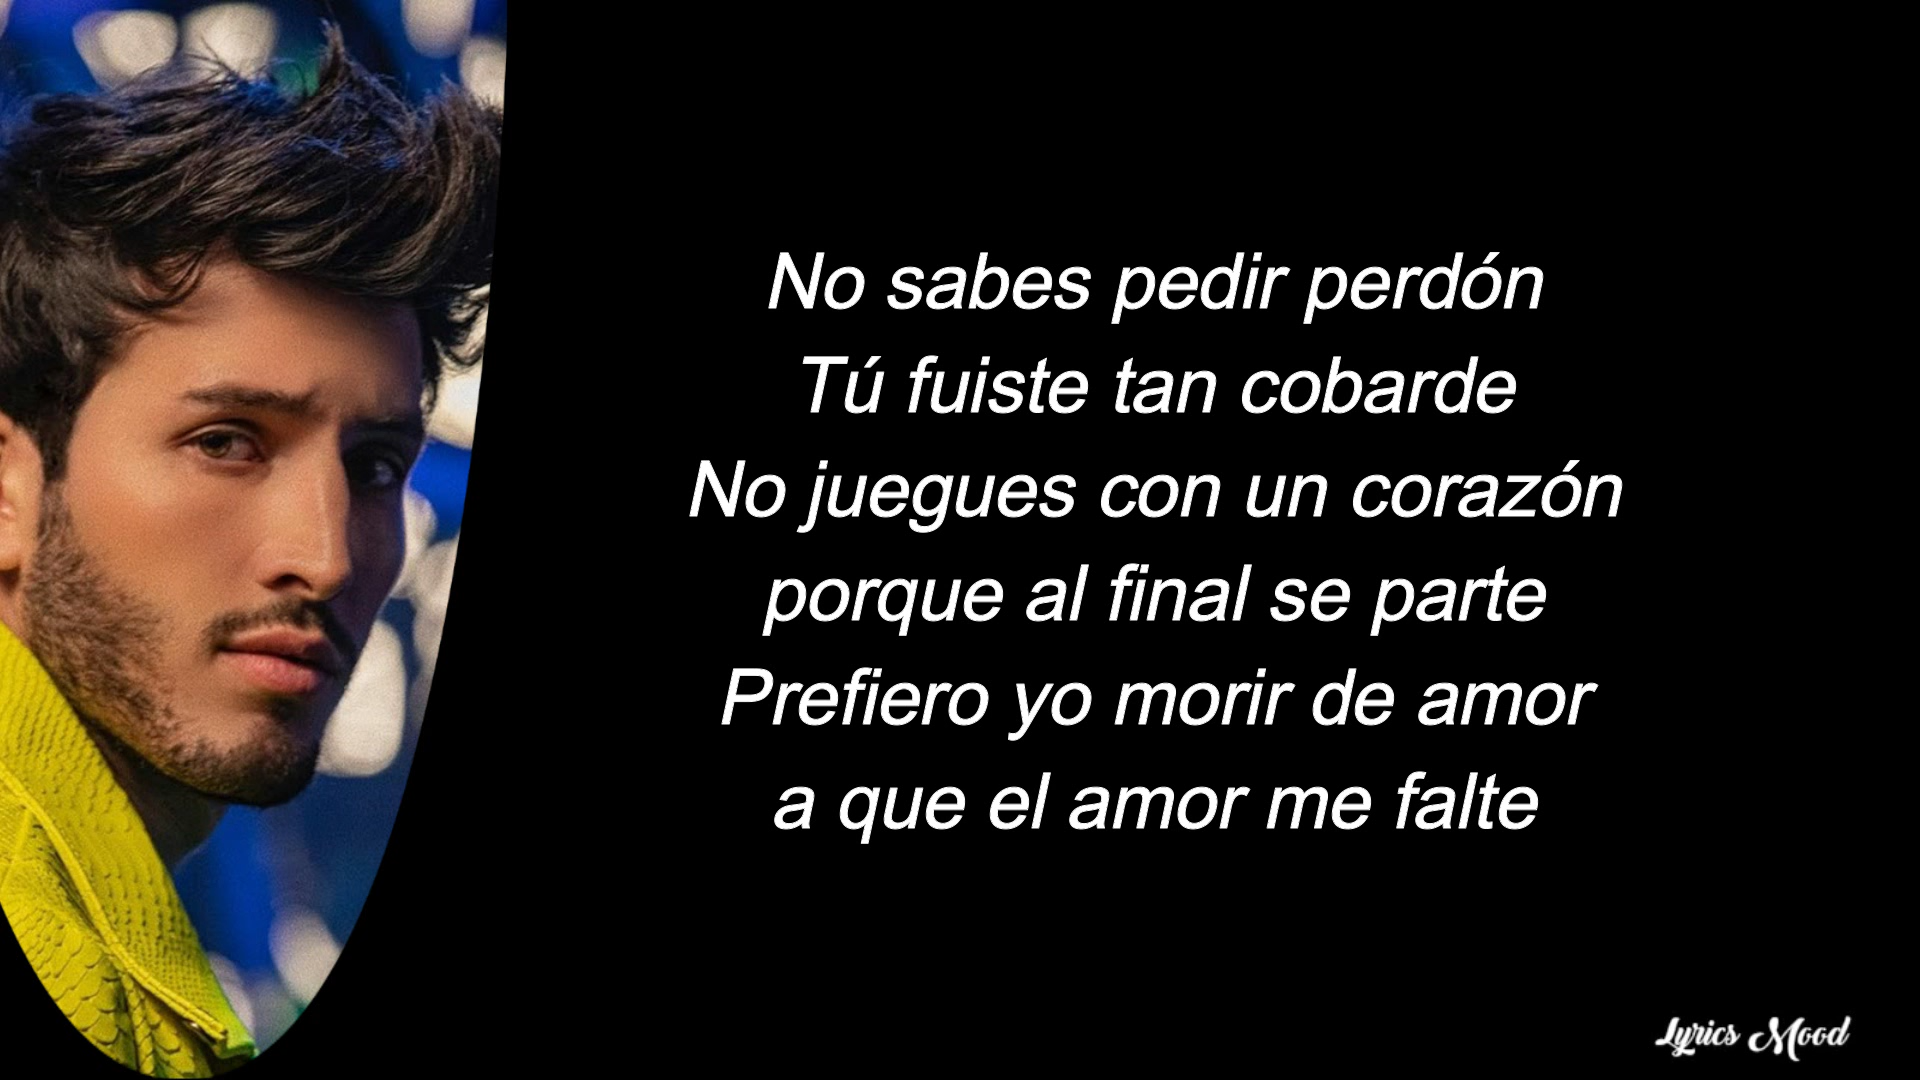 No sabes pedir perdón
Tú fuiste tan cobarde
No juegues con un corazón
porque al final se parte
Prefiero yo morir de amor
a que el amor me falte
Lyrics Mood